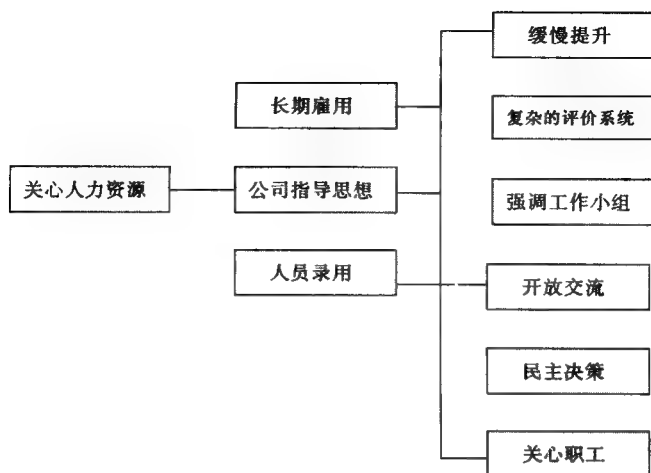 缓慢提升
长期雇用
复杂的评价系统
关心人力资源
公司指导思想
强调工作小组
人员录用
开放交流
民主决策
关心职工